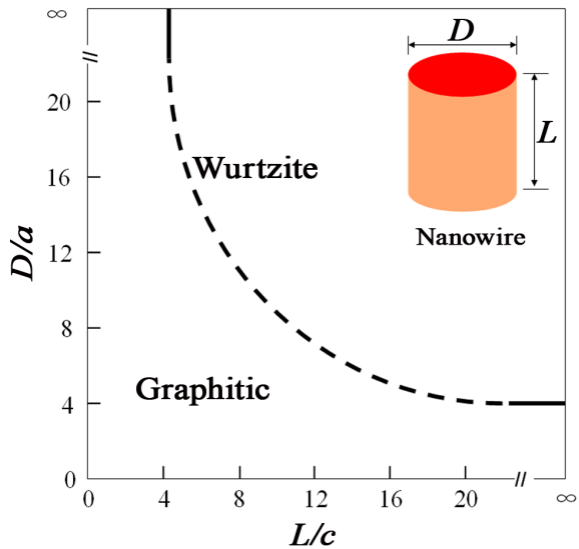 ∞
D
20
L
Wurtzite
16
Nanowire
12
D/a
8
Graphitic
4
0
0 4 8 12 16 20 ∞
L/c